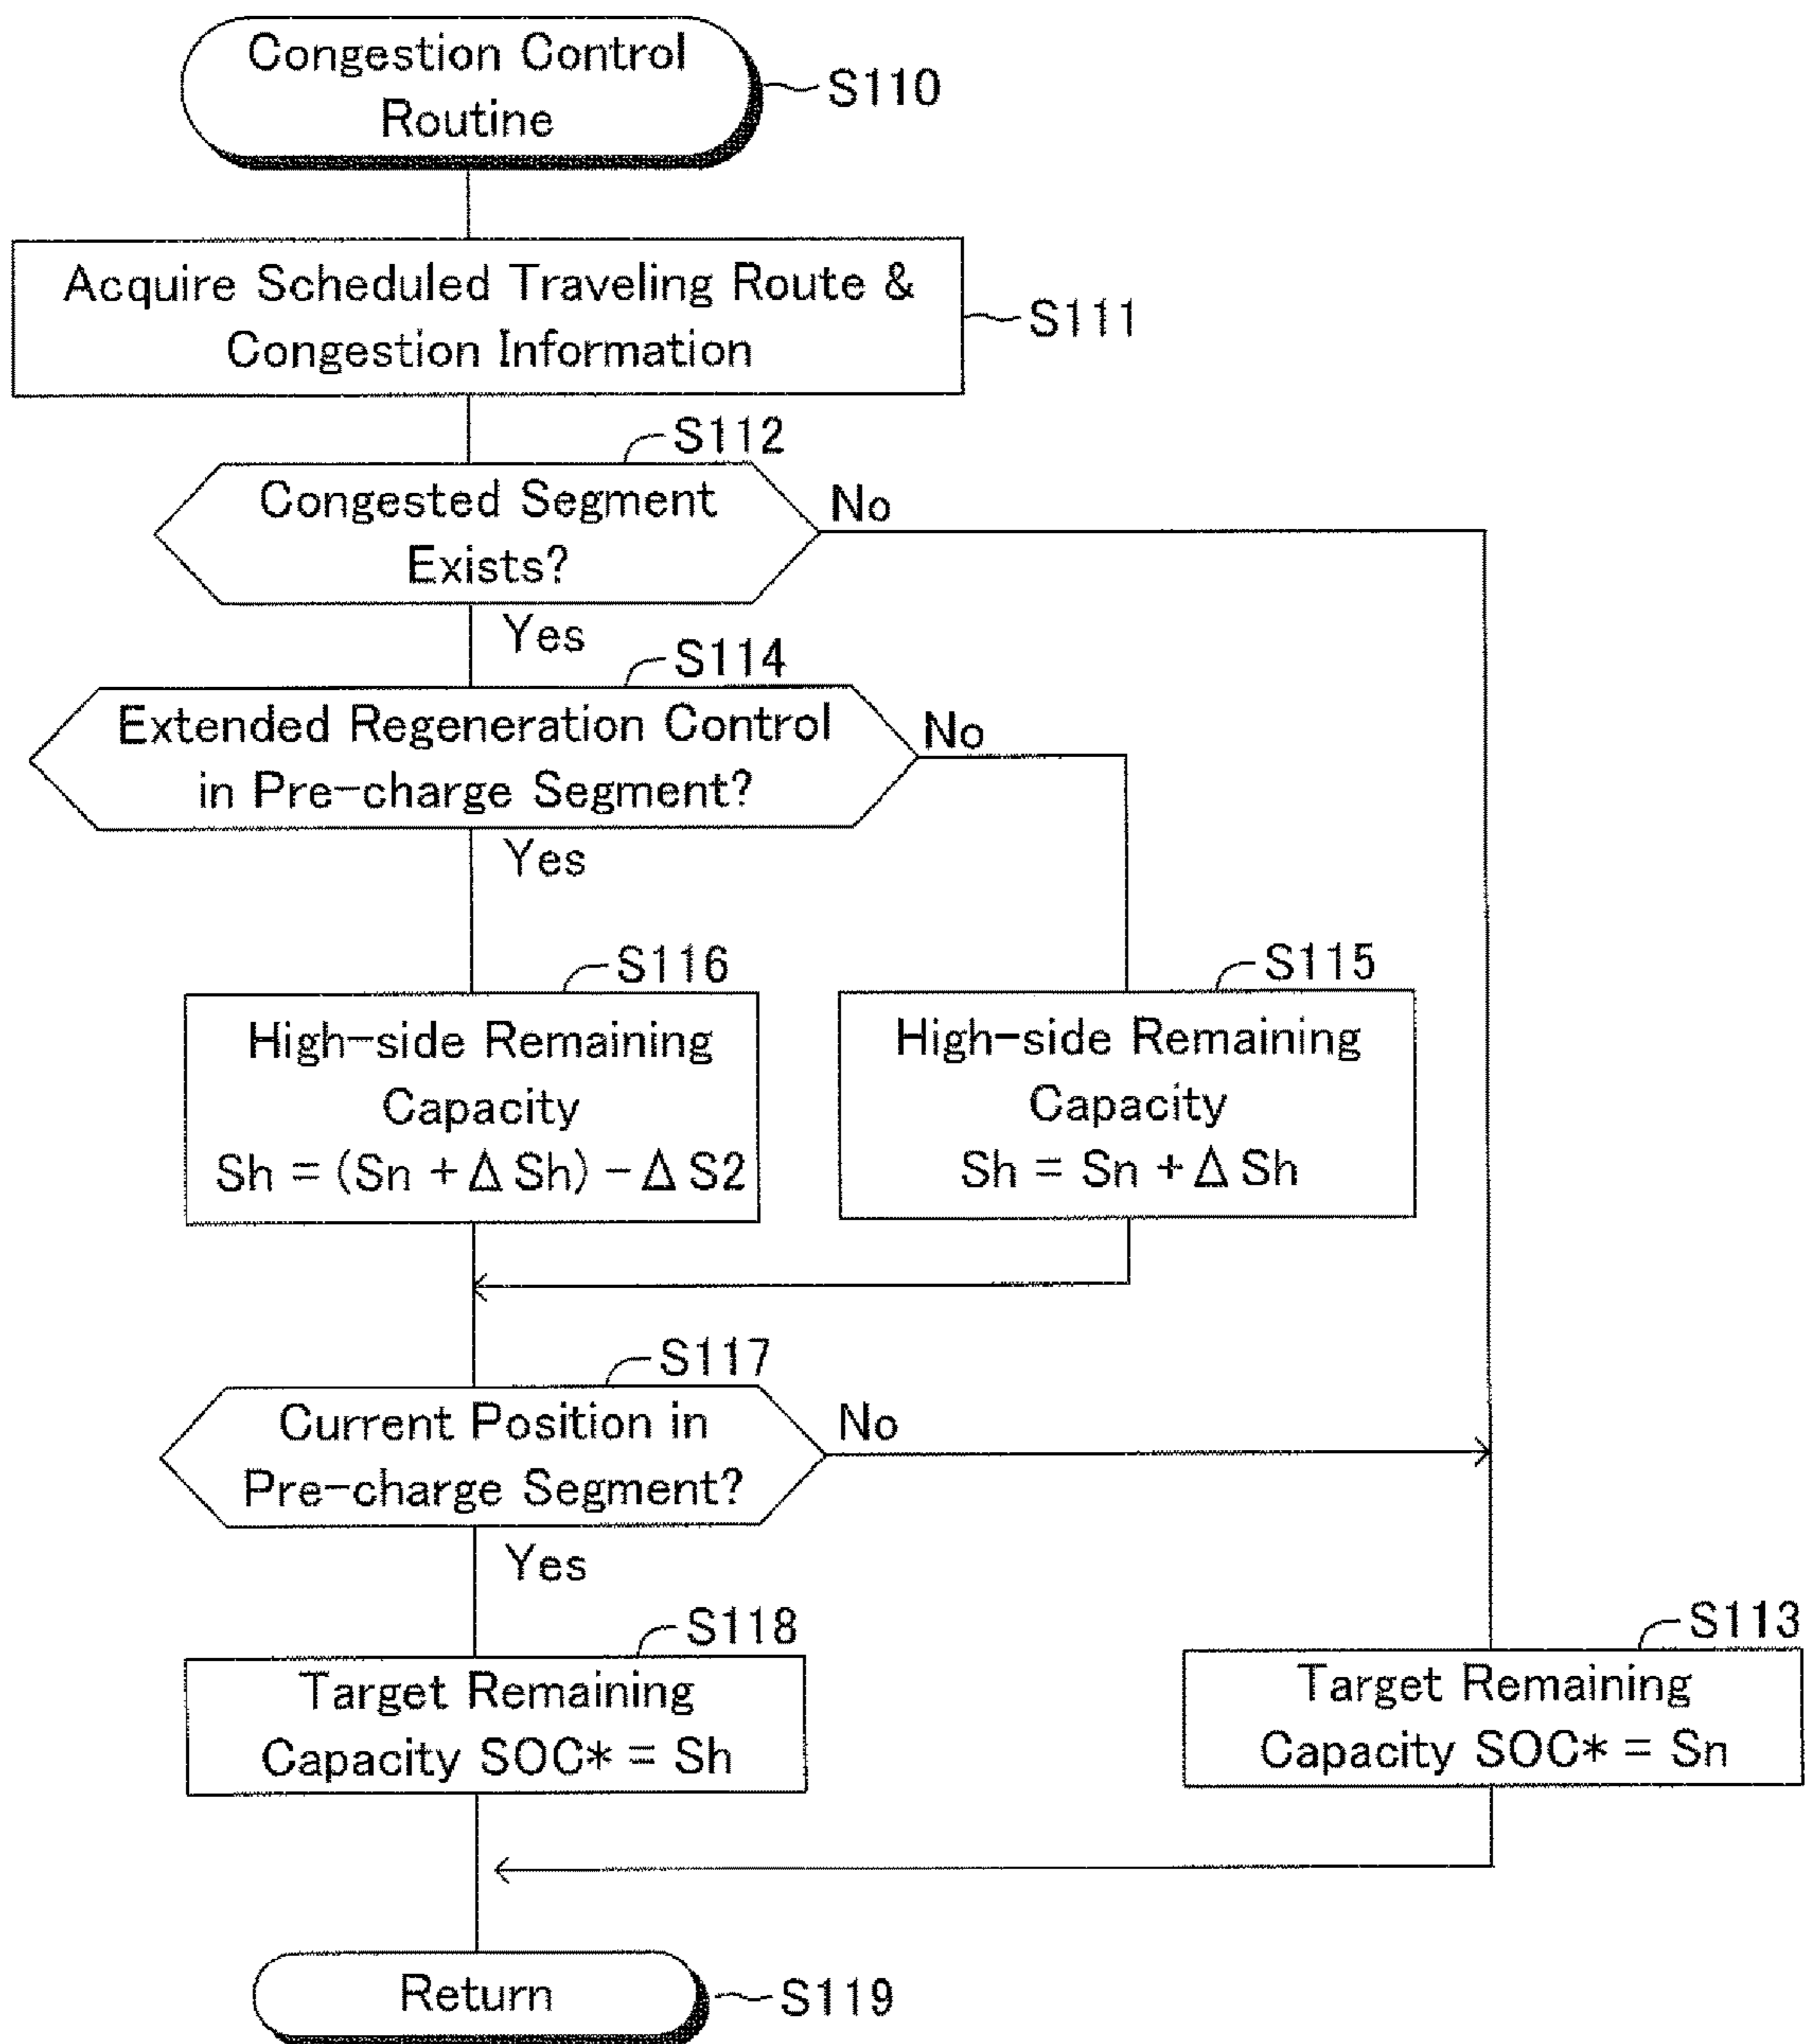 Congestion Control
Routine
S110
Acquire Scheduled Traveling Route &
Congestion Information
S111
S112
Congested Segment
Exists?
No
Yes
S114
Extended Regeneration Control
in Pre-charge Segment?
No
Yes
S116
High-side Remaining
Capacity
Sh = (Sn + Δ Sh) - Δ S2
S115
High-side Remaining
Capacity
Sh = Sn + Δ Sh
S117
Current Position in
Pre-charge Segment?
No
Yes
S118
Target Remaining
Capacity SOC* = Sh
S113
Target Remaining
Capacity SOC* = Sn
Return
S119